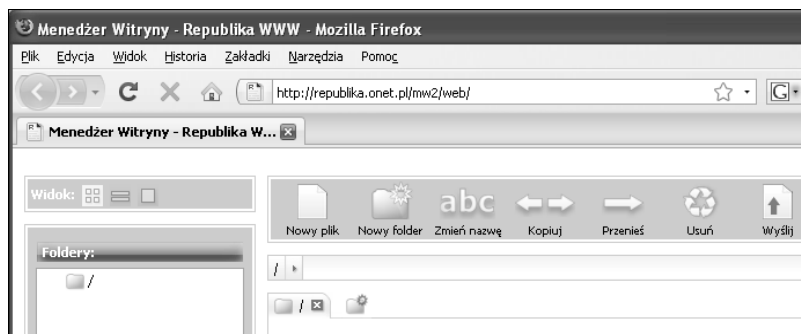 Menedżer Witryny - Republika WWW - Mozilla Firefox
Plik Edycja Widok Historia Zakładki Narzędzia Pomoc
http://republika.onet.pl/mw2/web/
G
Menedżer Witryny - Republika W...
Widok:
abc
Nowy plik Nowy folder Zmień nazwę Kopiuj Przenieś Usuń Wyślij
Foldery:
/
/
/